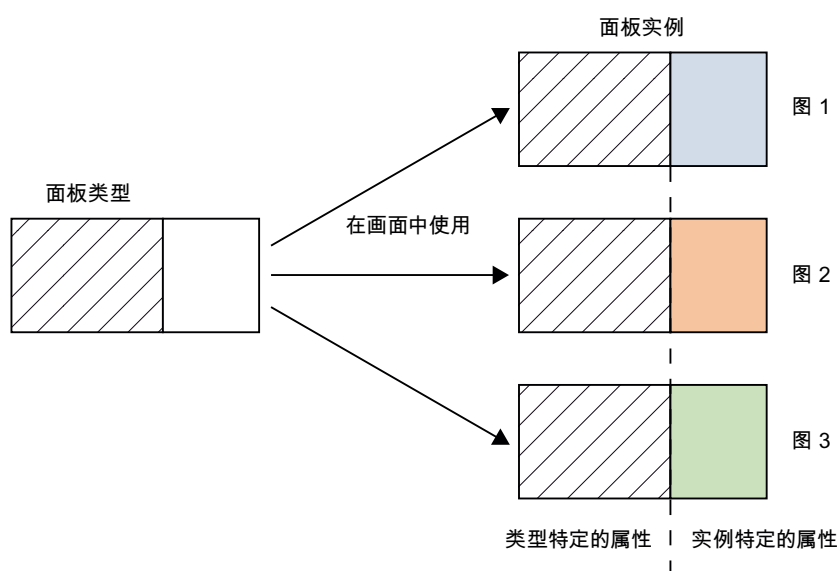 面板实例
图 1
面板类型
在画面中使用
图 2
图 3
类型特定的属性
实例特定的属性